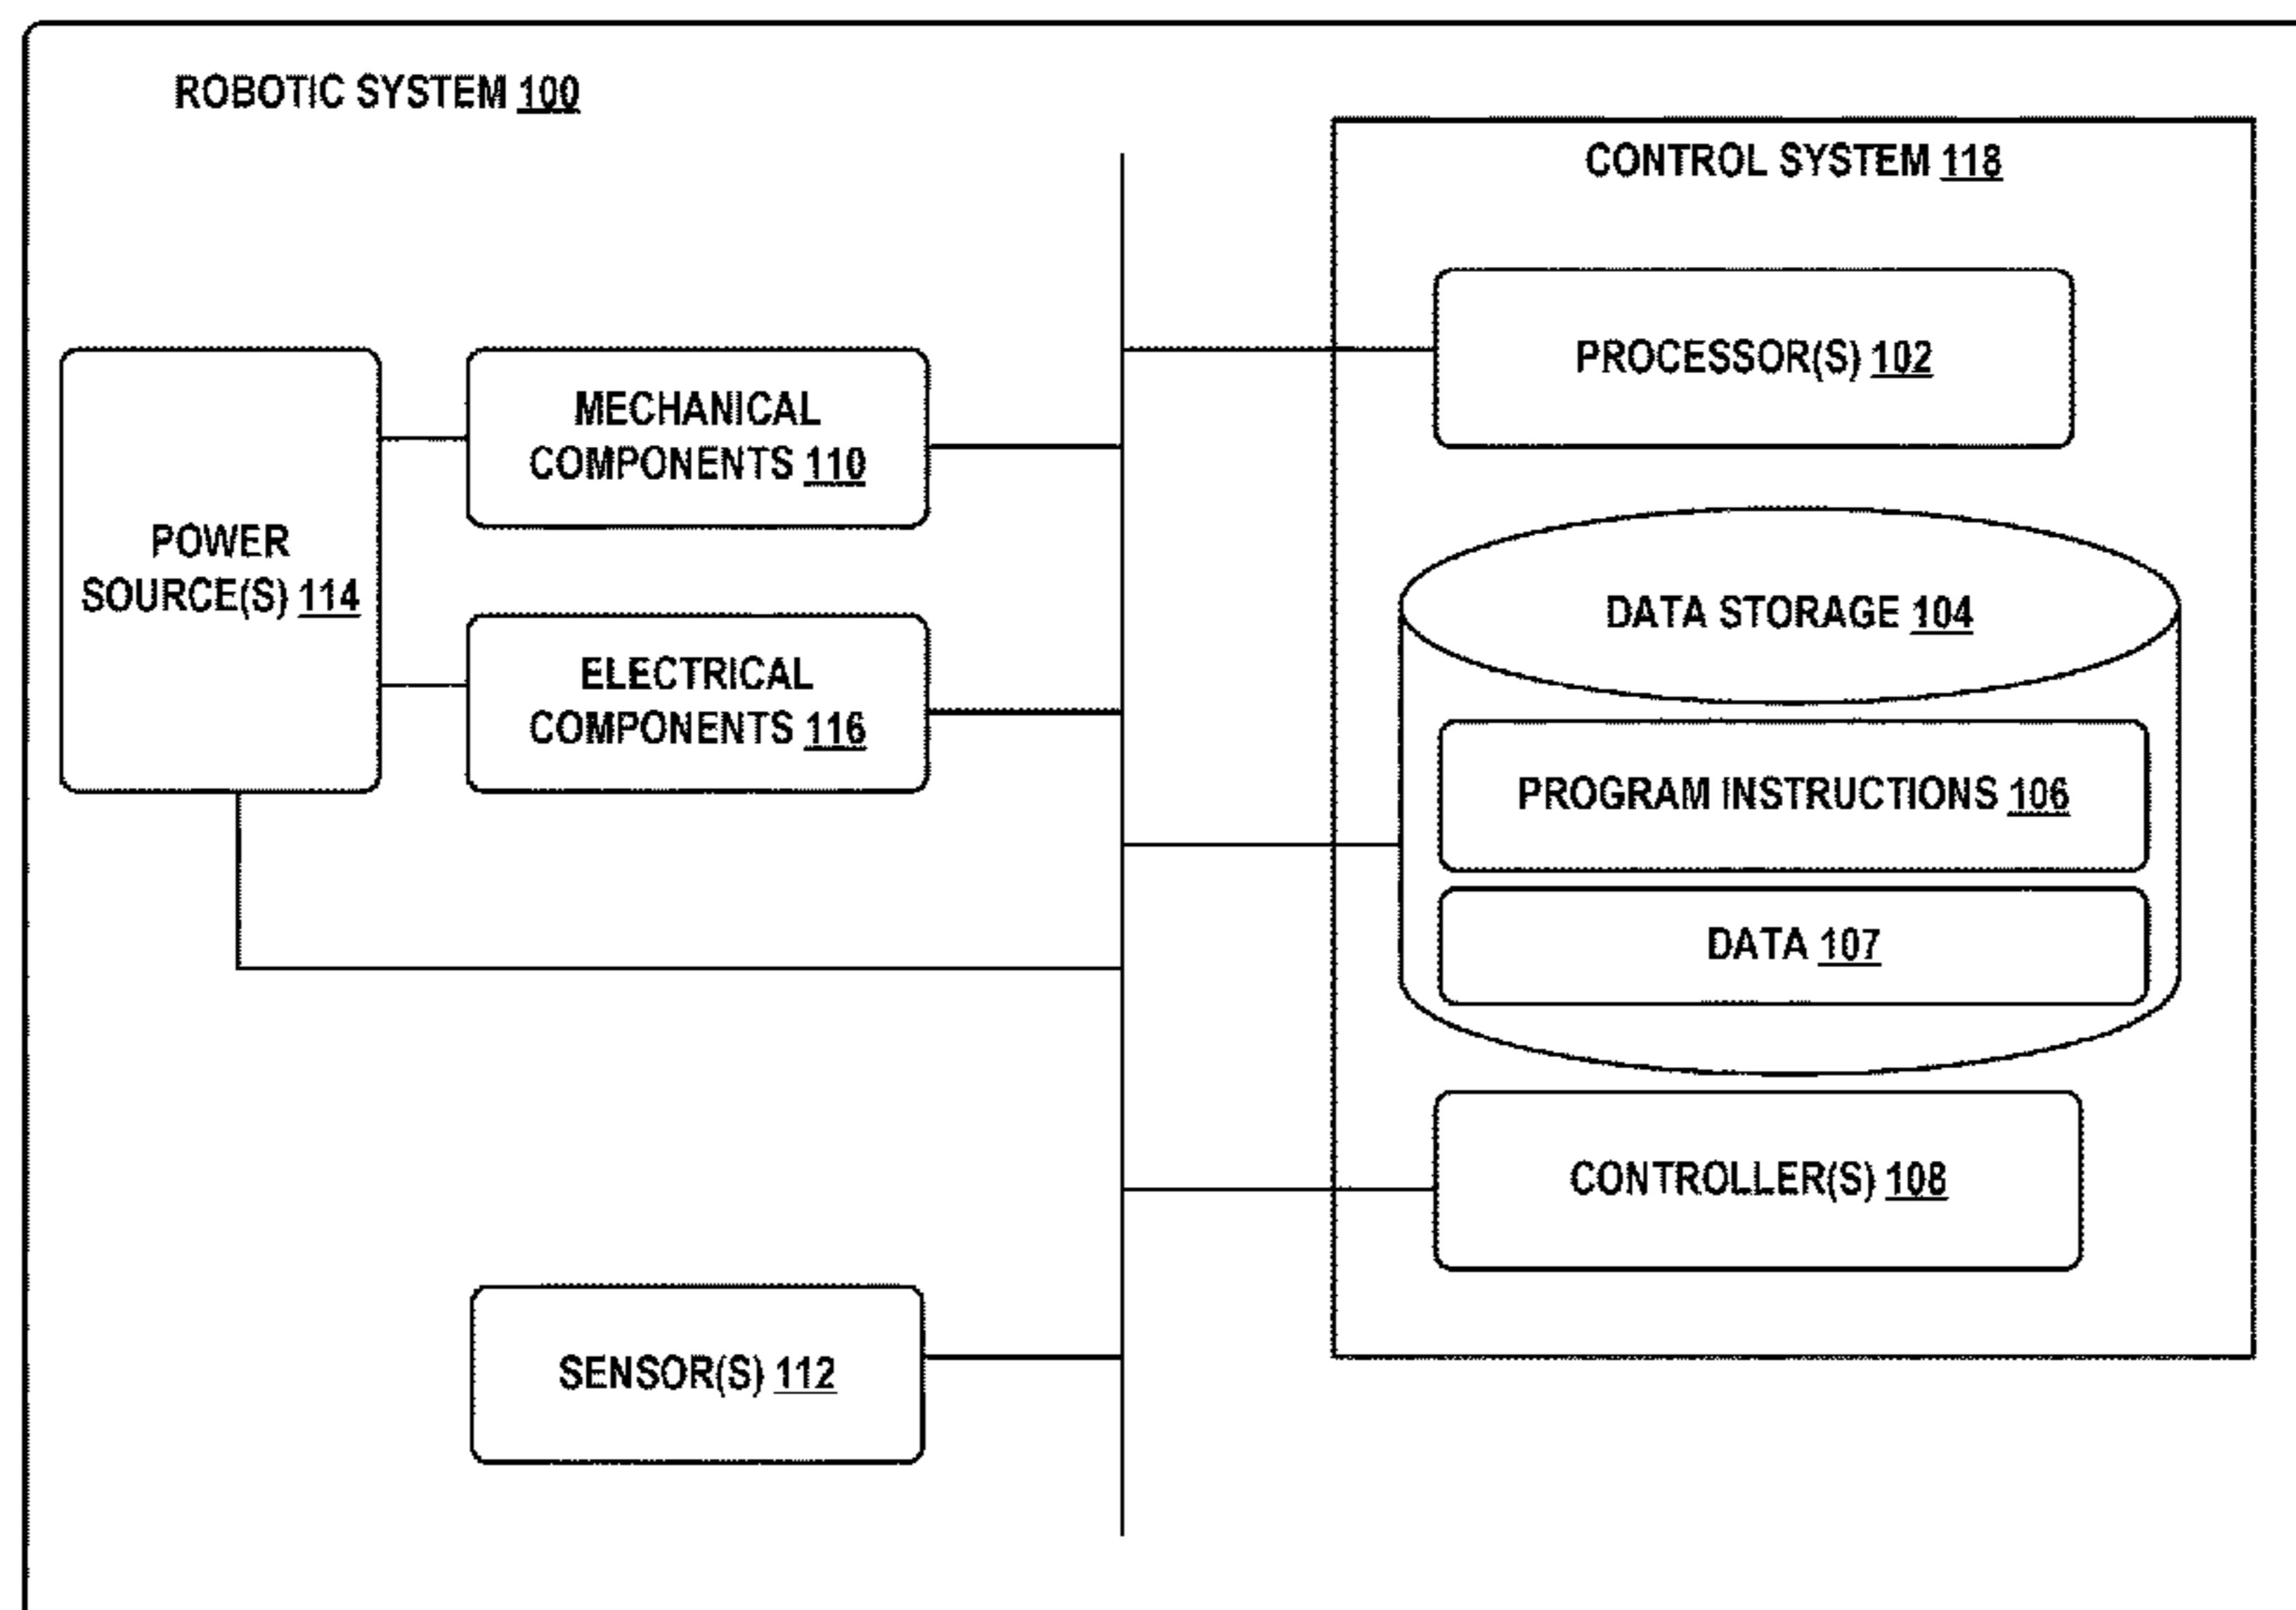 ROBOTIC SYSTEM 100
CONTROL SYSTEM 118
PROCESSOR(S) 102
MECHANICAL
COMPONENTS 110
POWER
SOURCE(S) 114
DATA STORAGE 104
ELECTRICAL
COMPONENTS 116
PROGRAM INSTRUCTIONS 106
DATA 107
CONTROLLER(S) 108
SENSOR(S) 112